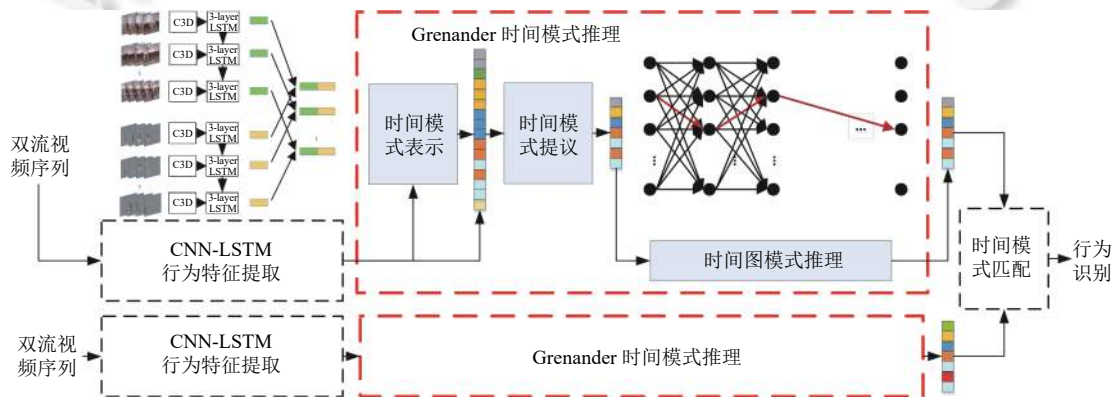 C3D
3-layer
LSTM
C3D
3-layer
LSTM
C3D
3-layer
LSTM
C3D
3-layer
LSTM
C3D
3-layer
LSTM
C3D
3-layer
LSTM
双流视
频序列
CNN-LSTM
行为特征提取
Grenander 时间模式推理
时间模
式表示
时间模
式提议
时间图模式推理
时间模
式匹配
行为
识别
双流视
频序列
CNN-LSTM
行为特征提取
Grenander 时间模式推理